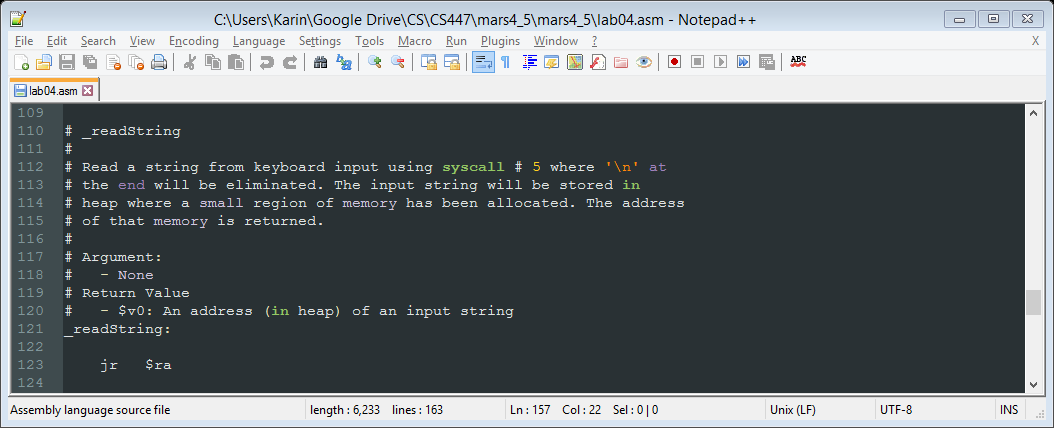 C:\Users\Karin\Google Drive\CS\CS447\mars4_5\mars4_5\lab04.asm - Notepad++
File Edit Search View Encoding Language Settings Tools Macro Run Plugins Window ? X
ABC
lab04.asm
109
110 # _readString
111 #
112 # Read a string from keyboard input using syscall # 5 where '\n' at
113 # the end will be eliminated. The input string will be stored in
114 # heap where a small region of memory has been allocated. The address
115 # of that memory is returned.
116 #
117 # Argument:
118 #   - None
119 # Return Value
120 #   - $v0: An address (in heap) of an input string
121 _readString:
122
123     jr   $ra
124
Assembly language source file length : 6,233 lines : 163 Ln : 157 Col : 22 Sel : 0 | 0 Unix (LF) UTF-8 INS